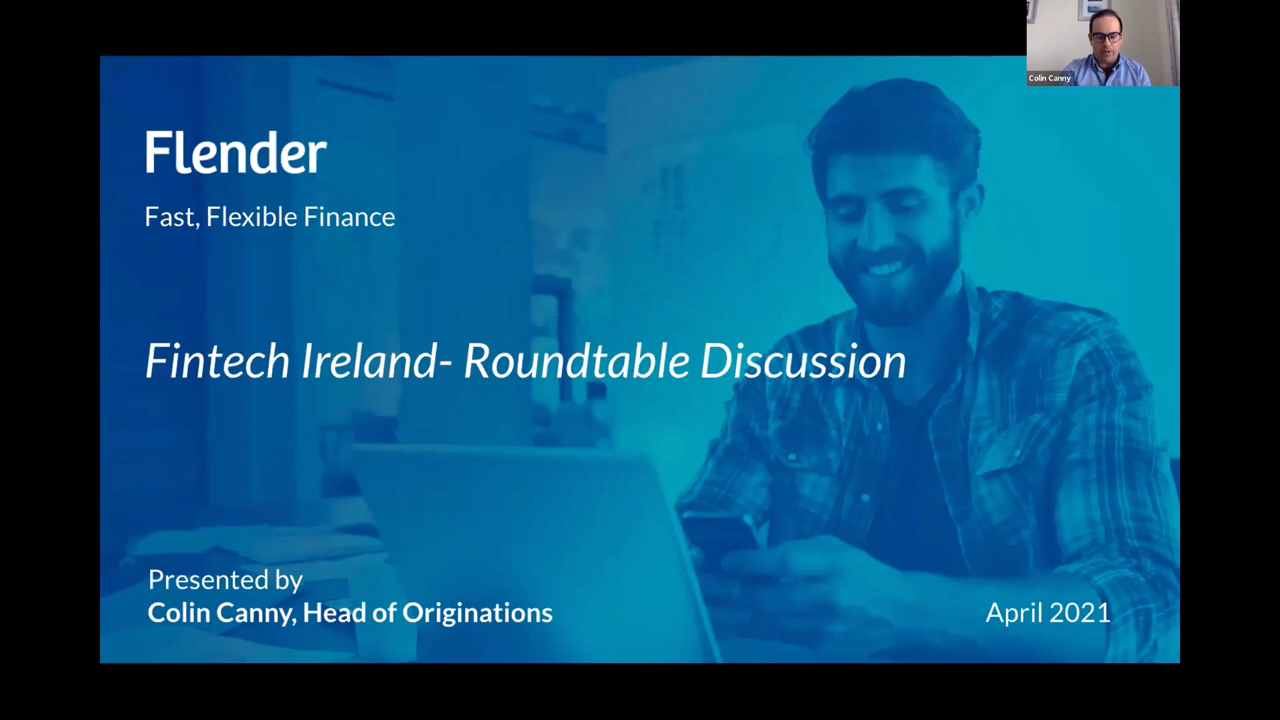 Colin Canny
Flender
Fast, Flexible Finance
Fintech Ireland- Roundtable Discussion
Presented by
Colin Canny, Head of Originations
April 2021